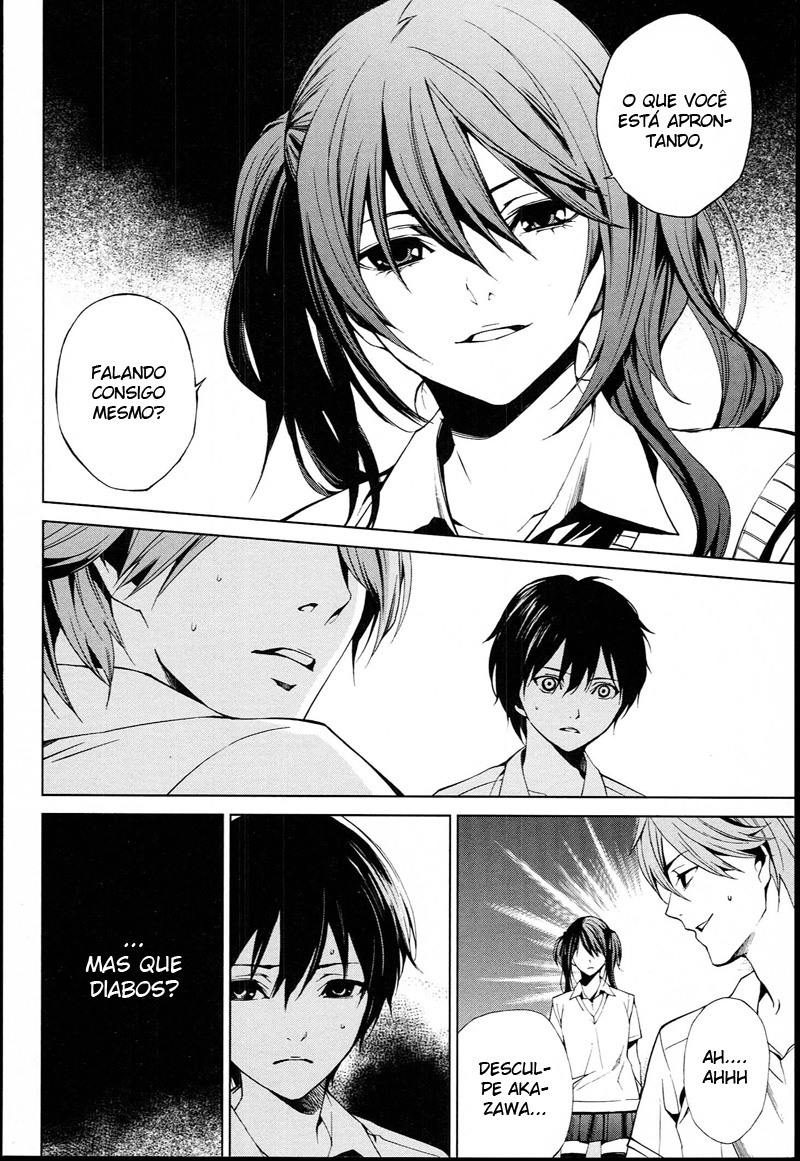 O QUE VOCÊ
ESTÁ APRON-
TANDO,
FALANDO
CONSIGO
MESMO?
AH....
AHHH
DESCUL-
PE AKA-
ZAWA...
...
MAS QUE
DIABOS?